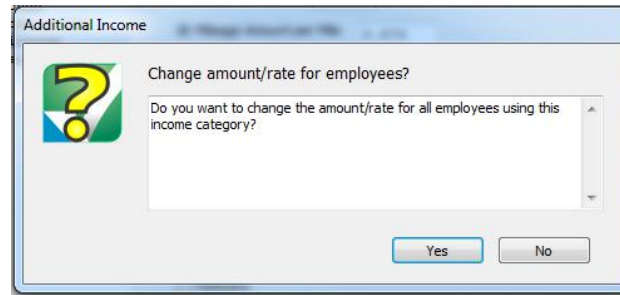 Additional Income
Change amount/rate for employees?
Do you want to change the amount/rate for all employees using this
income category?
Yes
No